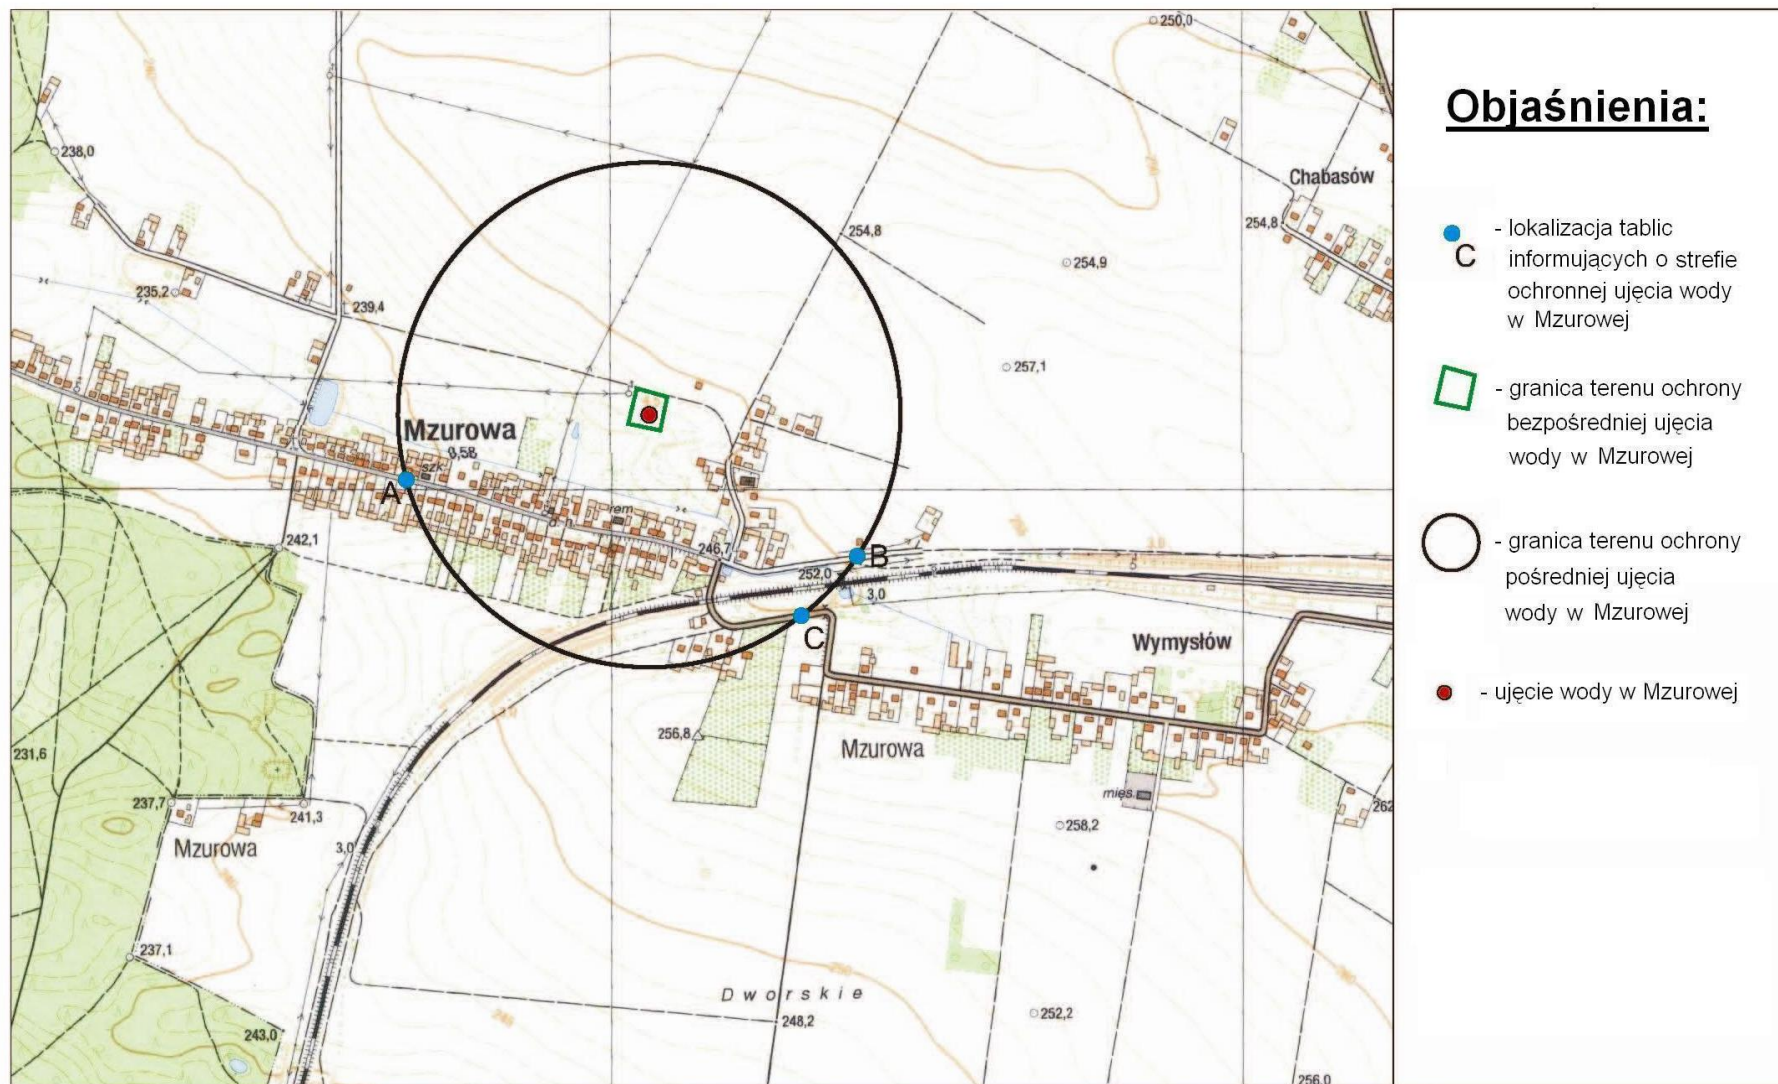 250,0
238,0
Chabasów
254,8
254,8
254,9
235,2
239,4
257,1
Mzurowa
0,58
szk.
A
rem.
242,1
246,7
B
252,0
3,0
C
Wymysłów
256,8
Mzurowa
231,6
mies.
237,7
241,3
262
258,2
Mzurowa
3,0
237,1
Dworskie
248,2
252,2
243,0
256,0
Objaśnienia:
C
- lokalizacja tablic
informujących o strefie
ochronnej ujęcia wody
w Mzurowej
- granica terenu ochrony
bezpośredniej ujęcia
wody w Mzurowej
- granica terenu ochrony
pośredniej ujęcia
wody w Mzurowej
- ujęcie wody w Mzurowej